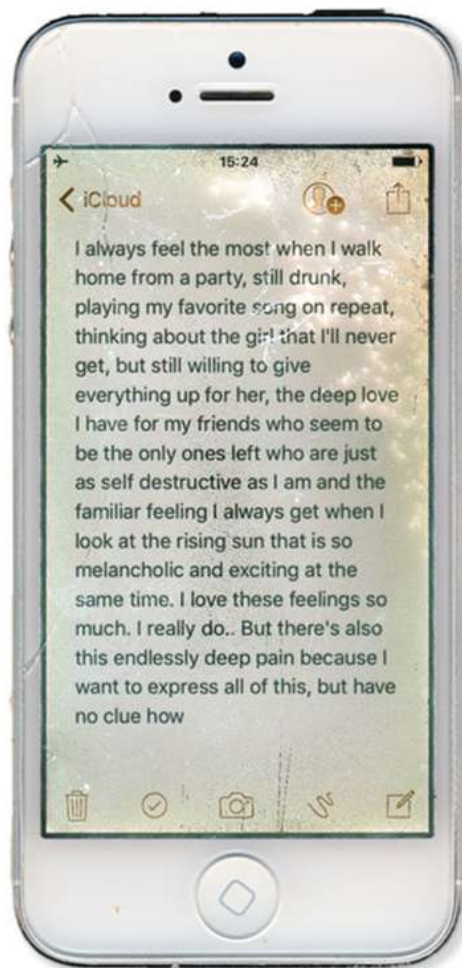 15:24
iCloud
I always feel the most when I walk
home from a party, still drunk,
playing my favorite song on repeat,
thinking about the girl that I'll never
get, but still willing to give
everything up for her, the deep love
I have for my friends who seem to
be the only ones left who are just
as self destructive as I am and the
familiar feeling I always get when I
look at the rising sun that is so
melancholic and exciting at the
same time. I love these feelings so
much. I really do.. But there's also
this endlessly deep pain because I
want to express all of this, but have
no clue how